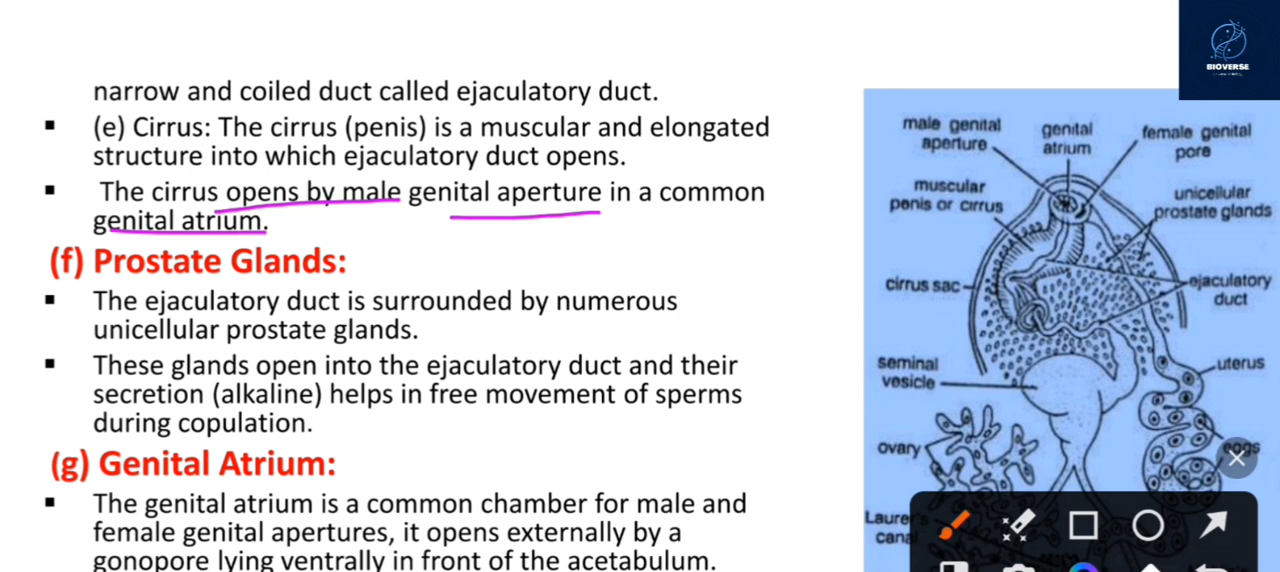 BIOVERSE
narrow and coiled duct called ejaculatory duct.
▪ (e) Cirrus: The cirrus (penis) is a muscular and elongated
structure into which ejaculatory duct opens.
▪ The cirrus opens by male genital aperture in a common
genital atrium.
(f) Prostate Glands:
▪ The ejaculatory duct is surrounded by numerous
unicellular prostate glands.
▪ These glands open into the ejaculatory duct and their
secretion (alkaline) helps in free movement of sperms
during copulation.
(g) Genital Atrium:
▪ The genital atrium is a common chamber for male and
female genital apertures, it opens externally by a
gonopore lying ventrally in front of the acetabulum.
male genital
aperture
genital
atrium
female genital
pore
muscular
penis or cirrus
unicellular
prostate glands
cirrus sac
ejaculatory
duct
seminal
vesicle
uterus
ovary
eggs
Laurer's
canal